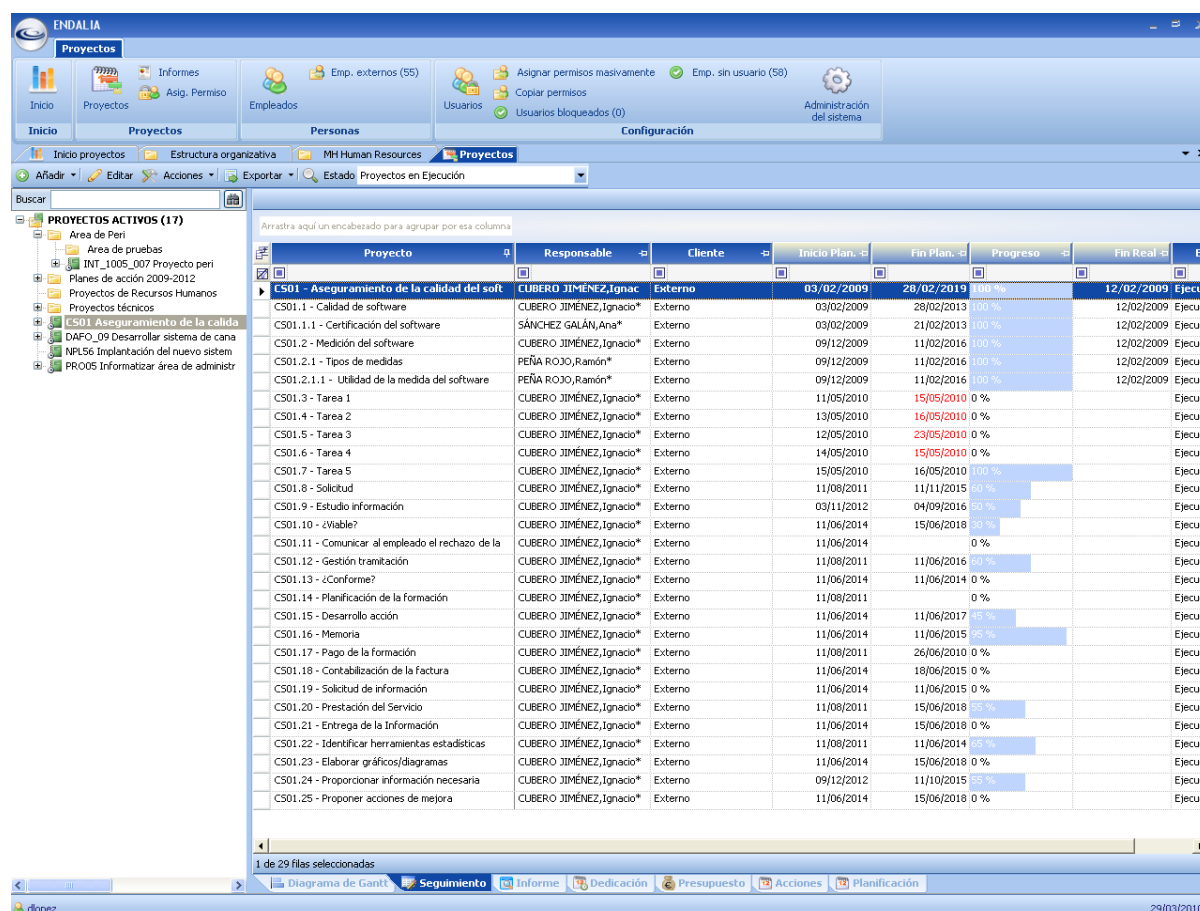 ENDALIA
Proyectos
Inicio
Proyectos
Informes
Asig. Permiso
Empleados
Emp. externos (55)
Usuarios
Asignar permisos masivamente
Emp. sin usuario (58)
Copiar permisos
Usuarios bloqueados (0)
Administración
del sistema
Inicio Proyectos Personas Configuración
Inicio proyectos Estructura organizativa MH Human Resources Proyectos
Añadir Editar Acciones Exportar Estado Proyectos en Ejecución
Buscar
PROYECTOS ACTIVOS (17)
Area de Peri
Area de pruebas
INT_1005_007 Proyecto peri
Planes de acción 2009-2012
Proyectos de Recursos Humanos
Proyectos técnicos
CS01 Aseguramiento de la calida
DAFO_09 Desarrollar sistema de cana
NPL56 Implantación del nuevo sistem
PRO05 Informatizar área de administr
Arrastra aquí un encabezado para agrupar por esa columna
Proyecto Responsable Cliente Inicio Plan. Fin Plan. Progreso Fin Real E
CS01 - Aseguramiento de la calidad del soft CUBERO JIMÉNEZ,Ignac Externo 03/02/2009 28/02/2019 100 % 12/02/2009 Ejecu
CS01.1 - Calidad de software CUBERO JIMÉNEZ,Ignacio* Externo 03/02/2009 28/02/2013 100 % 12/02/2009 Ejecu
CS01.1.1 - Certificación del software SÁNCHEZ GALÁN,Ana* Externo 03/02/2009 21/02/2013 100 % 12/02/2009 Ejecu
CS01.2 - Medición del software CUBERO JIMÉNEZ,Ignacio* Externo 09/12/2009 11/02/2016 100 % 12/02/2009 Ejecu
CS01.2.1 - Tipos de medidas PEÑA ROJO,Ramón* Externo 09/12/2009 11/02/2016 100 % 12/02/2009 Ejecu
CS01.2.1.1 - Utilidad de la medida del software PEÑA ROJO,Ramón* Externo 09/12/2009 11/02/2016 100 % 12/02/2009 Ejecu
CS01.3 - Tarea 1 CUBERO JIMÉNEZ,Ignacio* Externo 11/05/2010 15/05/2010 0 % Ejecu
CS01.4 - Tarea 2 CUBERO JIMÉNEZ,Ignacio* Externo 13/05/2010 16/05/2010 0 % Ejecu
CS01.5 - Tarea 3 CUBERO JIMÉNEZ,Ignacio* Externo 12/05/2010 23/05/2010 0 % Ejecu
CS01.6 - Tarea 4 CUBERO JIMÉNEZ,Ignacio* Externo 14/05/2010 15/05/2010 0 % Ejecu
CS01.7 - Tarea 5 CUBERO JIMÉNEZ,Ignacio* Externo 15/05/2010 16/05/2010 100 % Ejecu
CS01.8 - Solicitud CUBERO JIMÉNEZ,Ignacio* Externo 11/08/2011 11/11/2015 60 % Ejecu
CS01.9 - Estudio información CUBERO JIMÉNEZ,Ignacio* Externo 03/11/2012 04/09/2016 50 % Ejecu
CS01.10 - ¿Viable? CUBERO JIMÉNEZ,Ignacio* Externo 11/06/2014 15/06/2018 30 % Ejecu
CS01.11 - Comunicar al empleado el rechazo de la CUBERO JIMÉNEZ,Ignacio* Externo 11/06/2014 0 % Ejecu
CS01.12 - Gestión tramitación CUBERO JIMÉNEZ,Ignacio* Externo 11/08/2011 11/06/2016 60 % Ejecu
CS01.13 - ¿Conforme? CUBERO JIMÉNEZ,Ignacio* Externo 11/06/2014 11/06/2014 0 % Ejecu
CS01.14 - Planificación de la formación CUBERO JIMÉNEZ,Ignacio* Externo 11/08/2011 0 % Ejecu
CS01.15 - Desarrollo acción CUBERO JIMÉNEZ,Ignacio* Externo 11/06/2014 11/06/2017 45 % Ejecu
CS01.16 - Memoria CUBERO JIMÉNEZ,Ignacio* Externo 11/06/2014 11/06/2015 95 % Ejecu
CS01.17 - Pago de la formación CUBERO JIMÉNEZ,Ignacio* Externo 11/08/2011 26/06/2010 0 % Ejecu
CS01.18 - Contabilización de la factura CUBERO JIMÉNEZ,Ignacio* Externo 11/06/2014 18/06/2015 0 % Ejecu
CS01.19 - Solicitud de información CUBERO JIMÉNEZ,Ignacio* Externo 11/06/2014 11/06/2015 0 % Ejecu
CS01.20 - Prestación del Servicio CUBERO JIMÉNEZ,Ignacio* Externo 11/08/2011 15/06/2018 55 % Ejecu
CS01.21 - Entrega de la Información CUBERO JIMÉNEZ,Ignacio* Externo 11/06/2014 15/06/2018 0 % Ejecu
CS01.22 - Identificar herramientas estadísticas CUBERO JIMÉNEZ,Ignacio* Externo 11/08/2011 11/06/2014 65 % Ejecu
CS01.23 - Elaborar gráficos/diagramas CUBERO JIMÉNEZ,Ignacio* Externo 11/06/2014 15/06/2018 0 % Ejecu
CS01.24 - Proporcionar información necesaria CUBERO JIMÉNEZ,Ignacio* Externo 09/12/2012 11/10/2015 55 % Ejecu
CS01.25 - Proponer acciones de mejora CUBERO JIMÉNEZ,Ignacio* Externo 11/06/2014 15/06/2018 0 % Ejecu
1 de 29 filas seleccionadas
Diagrama de Gantt Seguimiento Informe Dedicación Presupuesto Acciones Planificación
dlopez 29/03/2010